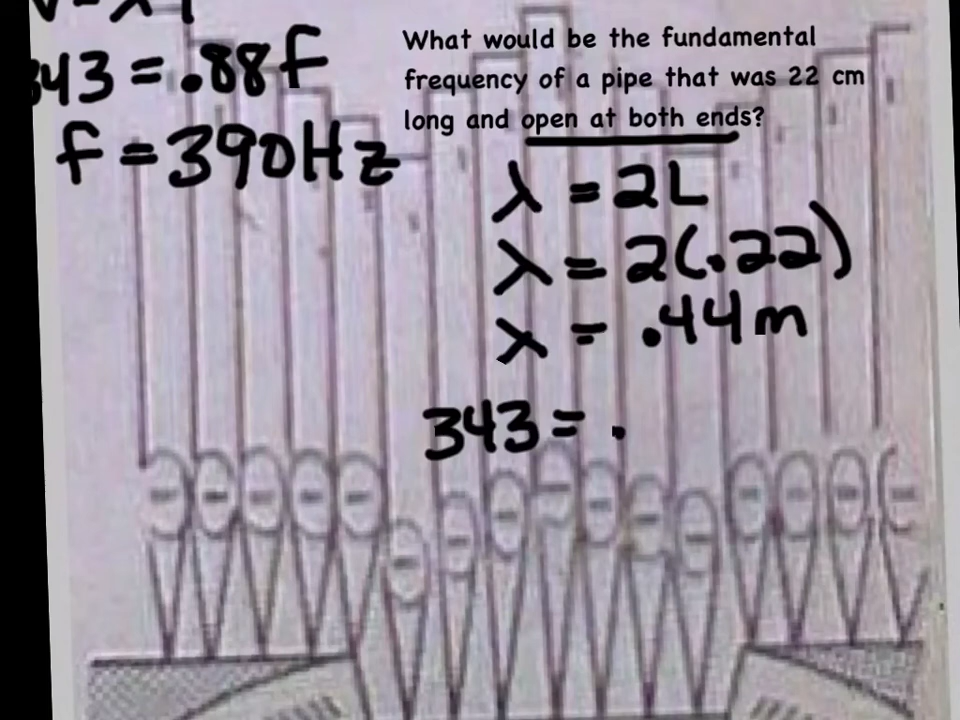 343 = .88f
f = 390Hz
What would be the fundamental
frequency of a pipe that was 22 cm
long and open at both ends?
λ = 2L
λ = 2(.22)
λ = .44m
343 = .